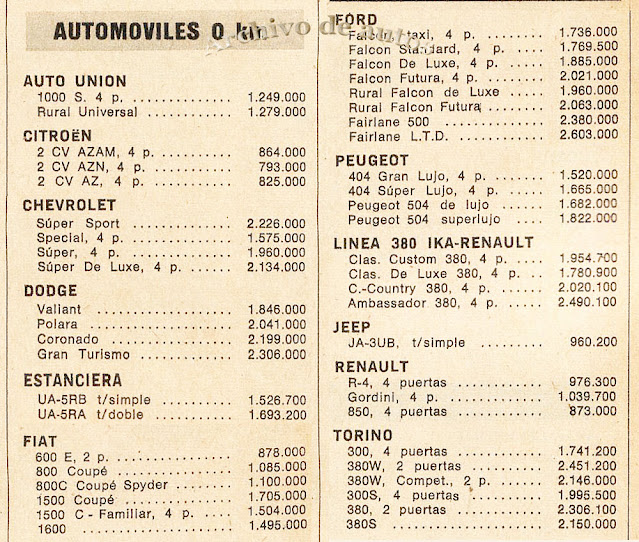 AUTOMOVILES 0 km
Archivo de autos
AUTO UNION
1000 S. 4 p. ............. 1.249.000
Rural Universal .......... 1.279.000
CITROËN
2 CV AZAM, 4 p. .......... 864.000
2 CV AZN, 4 p. ........... 793.000
2 CV AZ, 4 p. ............ 825.000
CHEVROLET
Súper Sport .............. 2.226.000
Special, 4 p. ............ 1.575.000
Súper, 4 p. .............. 1.960.000
Súper De Luxe, 4 p. ...... 2.134.000
DODGE
Valiant .................. 1.846.000
Polara ................... 2.041.000
Coronado ................. 2.199.000
Gran Turismo ............. 2.306.000
ESTANCIERA
UA-5RB t/simple .......... 1.526.700
UA-5RA t/doble ........... 1.693.200
FIAT
600 E, 2 p. .............. 878.000
800 Coupé ................ 1.085.000
800C Coupé Spyder ........ 1.100.000
1500 Coupé ............... 1.705.000
1500 C - Familiar, 4 p. .... 1.504.000
1600 ..................... 1.495.000
FORD
Falcon taxi, 4 p. ........ 1.736.000
Falcon Standard, 4 p. .... 1.769.500
Falcon De Luxe, 4 p. ..... 1.885.000
Falcon Futura, 4 p. ...... 2.021.000
Rural Falcon de Luxe ..... 1.960.000
Rural Falcon Futura ...... 2.063.000
Fairlane 500 ............. 2.380.000
Fairlane L.T.D. .......... 2.603.000
PEUGEOT
404 Gran Lujo, 4 p. ...... 1.520.000
404 Súper Lujo, 4 p. ..... 1.665.000
Peugeot 504 de lujo ...... 1.682.000
Peugeot 504 superlujo .... 1.822.000
LINEA 380 IKA-RENAULT
Clas. Custom 380, 4 p. .... 1.954.700
Clas. De Luxe 380, 4 p. ... 1.780.900
C.-Country 380, 4 p. ...... 2.020.100
Ambassador 380, 4 p. ..... 2.490.100
JEEP
JA-3UB, t/simple ......... 960.200
RENAULT
R-4, 4 puertas ........... 976.300
Gordini, 4 p. ............ 1.039.700
850, 4 puertas ........... 873.000
TORINO
300, 4 puertas ........... 1.741.200
380W, 2 puertas .......... 2.451.200
380W, Compet., 2 p. ...... 2.146.000
300S, 4 puertas .......... 1.995.500
380, 2 puertas ........... 2.306.100
380S ..................... 2.150.000